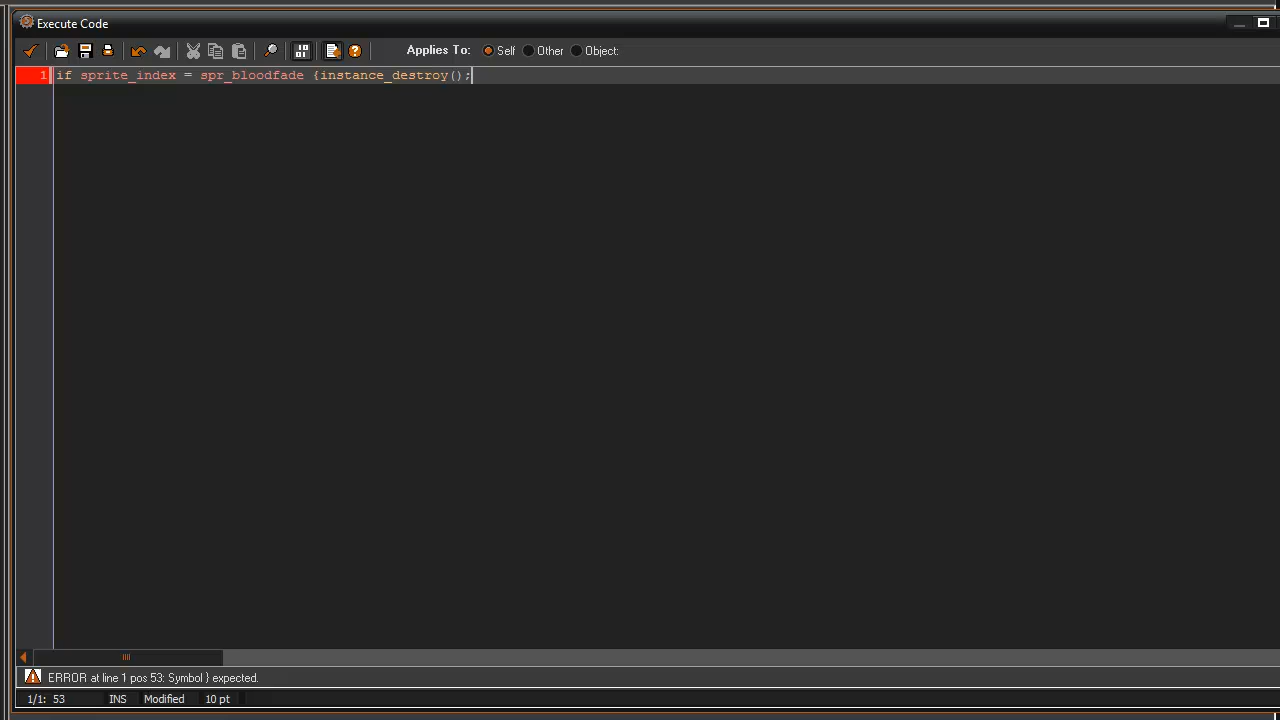 Execute Code
Applies To: Self Other Object:
1 if sprite_index = spr_bloodfade {instance_destroy();
ERROR at line 1 pos 53: Symbol } expected.
1/1: 53 INS Modified 10 pt